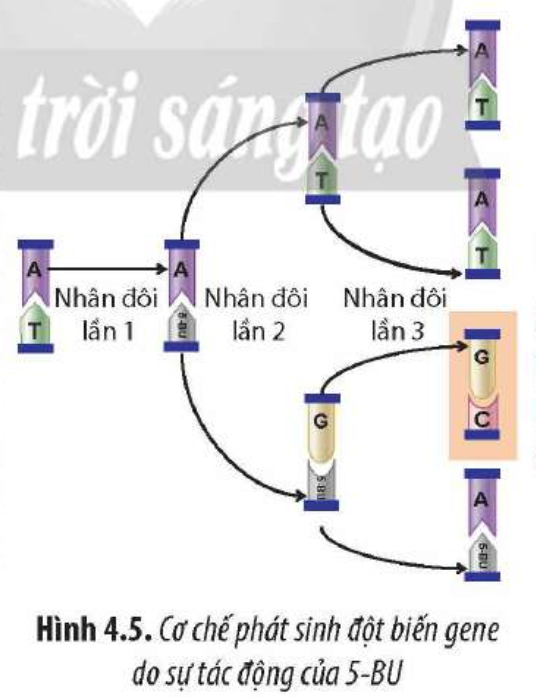 trời sáng tạo
A
T
A
T
A
T
A
T
A
5-BU
Nhân đôi
lần 1
Nhân đôi
lần 2
Nhân đôi
lần 3
G
5-BU
G
C
A
5-BU
Hình 4.5. Cơ chế phát sinh đột biến gene
do sự tác động của 5-BU